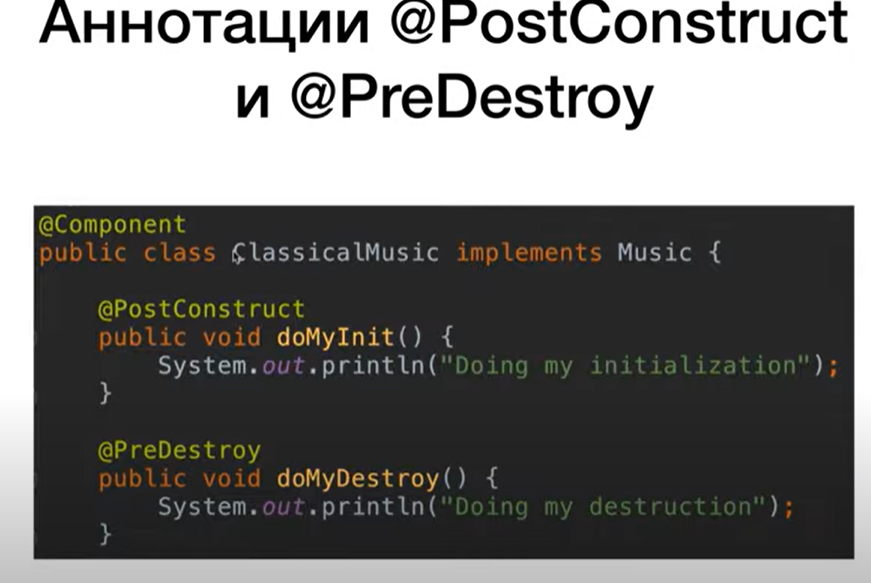 Аннотации @PostConstruct
и @PreDestroy
@Component
public class ClassicalMusic implements Music {
@PostConstruct
public void doMyInit() {
System.out.println("Doing my initialization");
}
@PreDestroy
public void doMyDestroy() {
System.out.println("Doing my destruction");
}